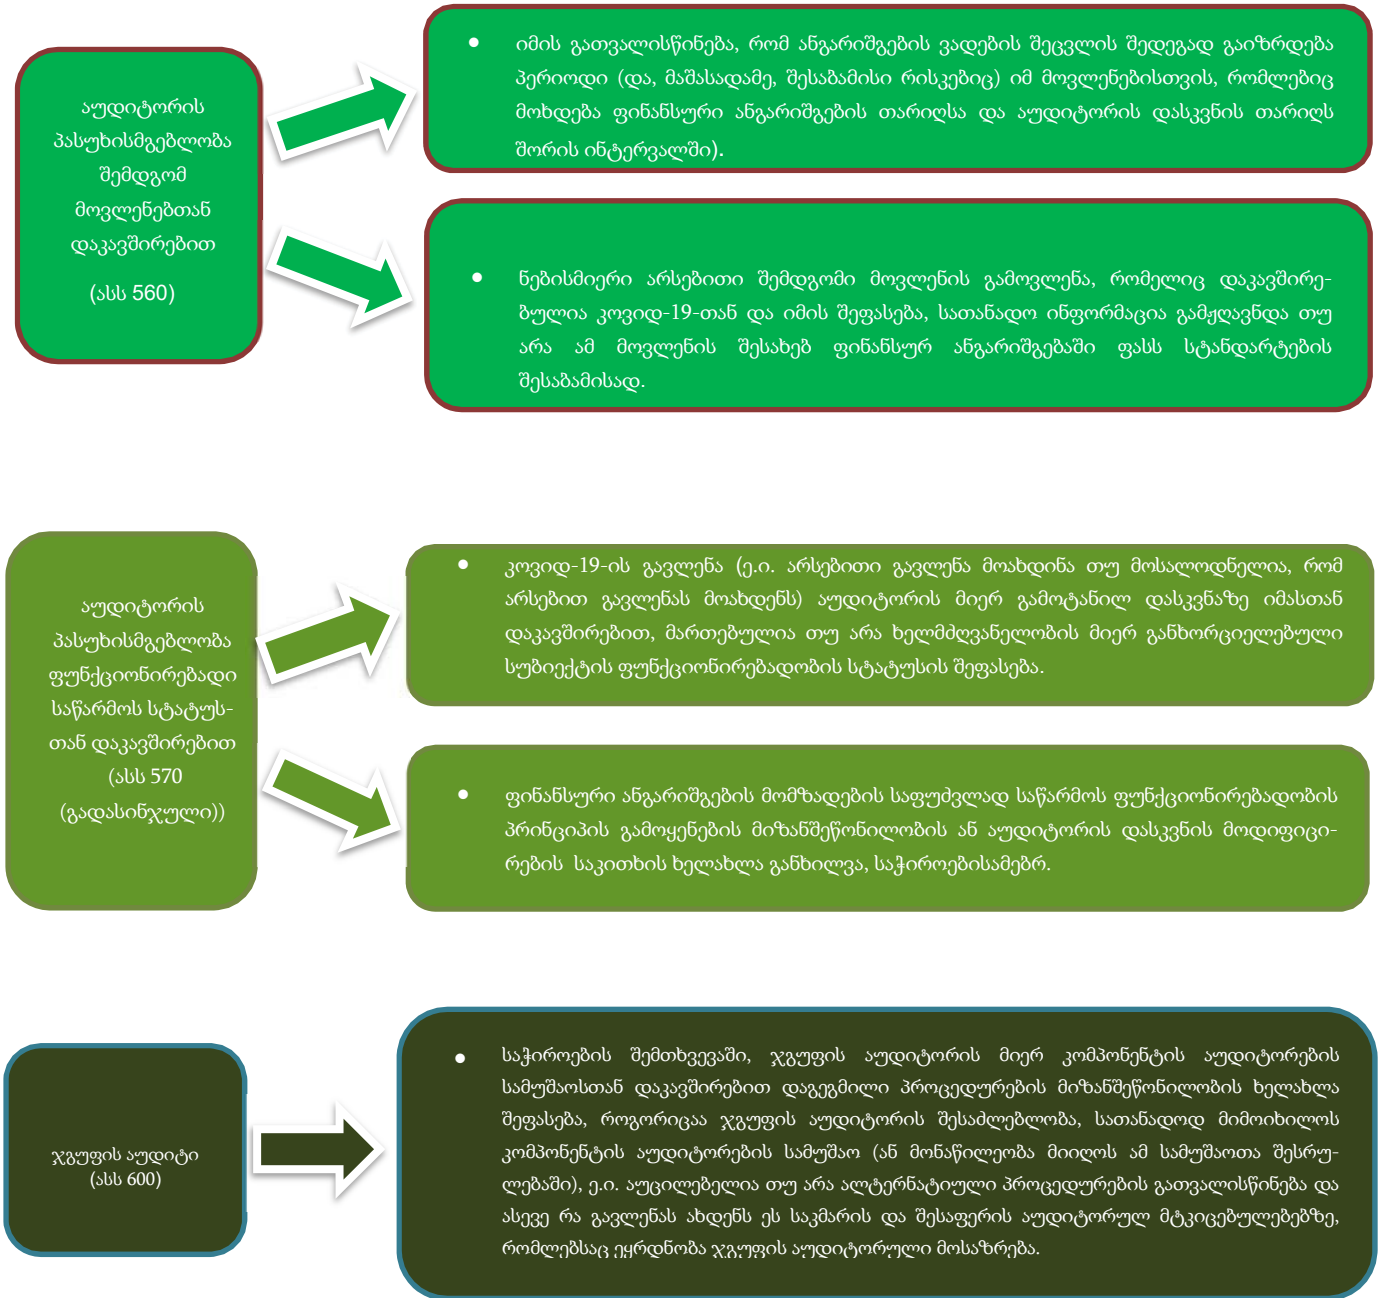 აუდიტორის
პასუხისმგებლობა
შემდგომ
მოვლენებთან
დაკავშირებით
(ასს 560)
• იმის გათვალისწინება, რომ ანგარიშგების ვადების შეცვლის შედეგად გაიზრდება
პერიოდი (და, მაშასადამე, შესაბამისი რისკებიც) იმ მოვლენებისთვის, რომლებიც
მოხდება ფინანსური ანგარიშგების თარიღსა და აუდიტორის დასკვნის თარიღს
შორის ინტერვალში).
• ნებისმიერი არსებითი შემდგომი მოვლენის გამოვლენა, რომელიც დაკავშირე-
ბულია კოვიდ-19-თან და იმის შეფასება, სათანადო ინფორმაცია გამჟღავნდა თუ
არა ამ მოვლენის შესახებ ფინანსურ ანგარიშგებაში ფასს სტანდარტების
შესაბამისად.
აუდიტორის
პასუხისმგებლობა
ფუნქციონირებადი
საწარმოს სტატუს-
თან დაკავშირებით
(ასს 570
(გადასინჯული))
• კოვიდ-19-ის გავლენა (ე.ი. არსებითი გავლენა მოახდინა თუ მოსალოდნელია, რომ
არსებით გავლენას მოახდენს) აუდიტორის მიერ გამოტანილ დასკვნაზე იმასთან
დაკავშირებით, მართებულია თუ არა ხელმძღვანელობის მიერ განხორციელებული
სუბიექტის ფუნქციონირებადობის სტატუსის შეფასება.
• ფინანსური ანგარიშგების მომზადების საფუძვლად საწარმოს ფუნქციონირებადობის
პრინციპის გამოყენების მიზანშეწონილობის ან აუდიტორის დასკვნის მოდიფიცი-
რების საკითხის ხელახლა განხილვა, საჭიროებისამებრ.
ჯგუფის აუდიტი
(ასს 600)
• საჭიროების შემთხვევაში, ჯგუფის აუდიტორის მიერ კომპონენტის აუდიტორების
სამუშაოსთან დაკავშირებით დაგეგმილი პროცედურების მიზანშეწონილობის ხელახლა
შეფასება, როგორიცაა ჯგუფის აუდიტორის შესაძლებლობა, სათანადოდ მიმოიხილოს
კომპონენტის აუდიტორების სამუშაო (ან მონაწილეობა მიიღოს ამ სამუშაოთა შესრუ-
ლებაში), ე.ი. აუცილებელია თუ არა ალტერნატიული პროცედურების გათვალისწინება და
ასევე რა გავლენას ახდენს ეს საკმარის და შესაფერის აუდიტორულ მტკიცებულებებზე,
რომლებსაც ეყრდნობა ჯგუფის აუდიტორული მოსაზრება.